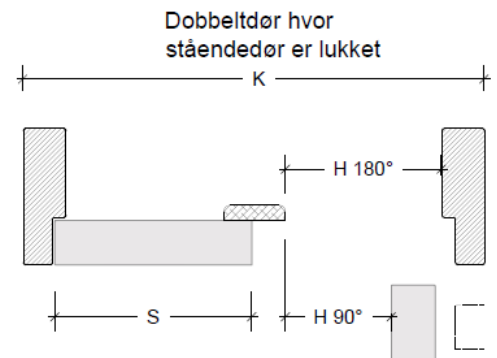 Dobbeltdør hvor
ståendedør er lukket
K
H 180°
S
H 90°